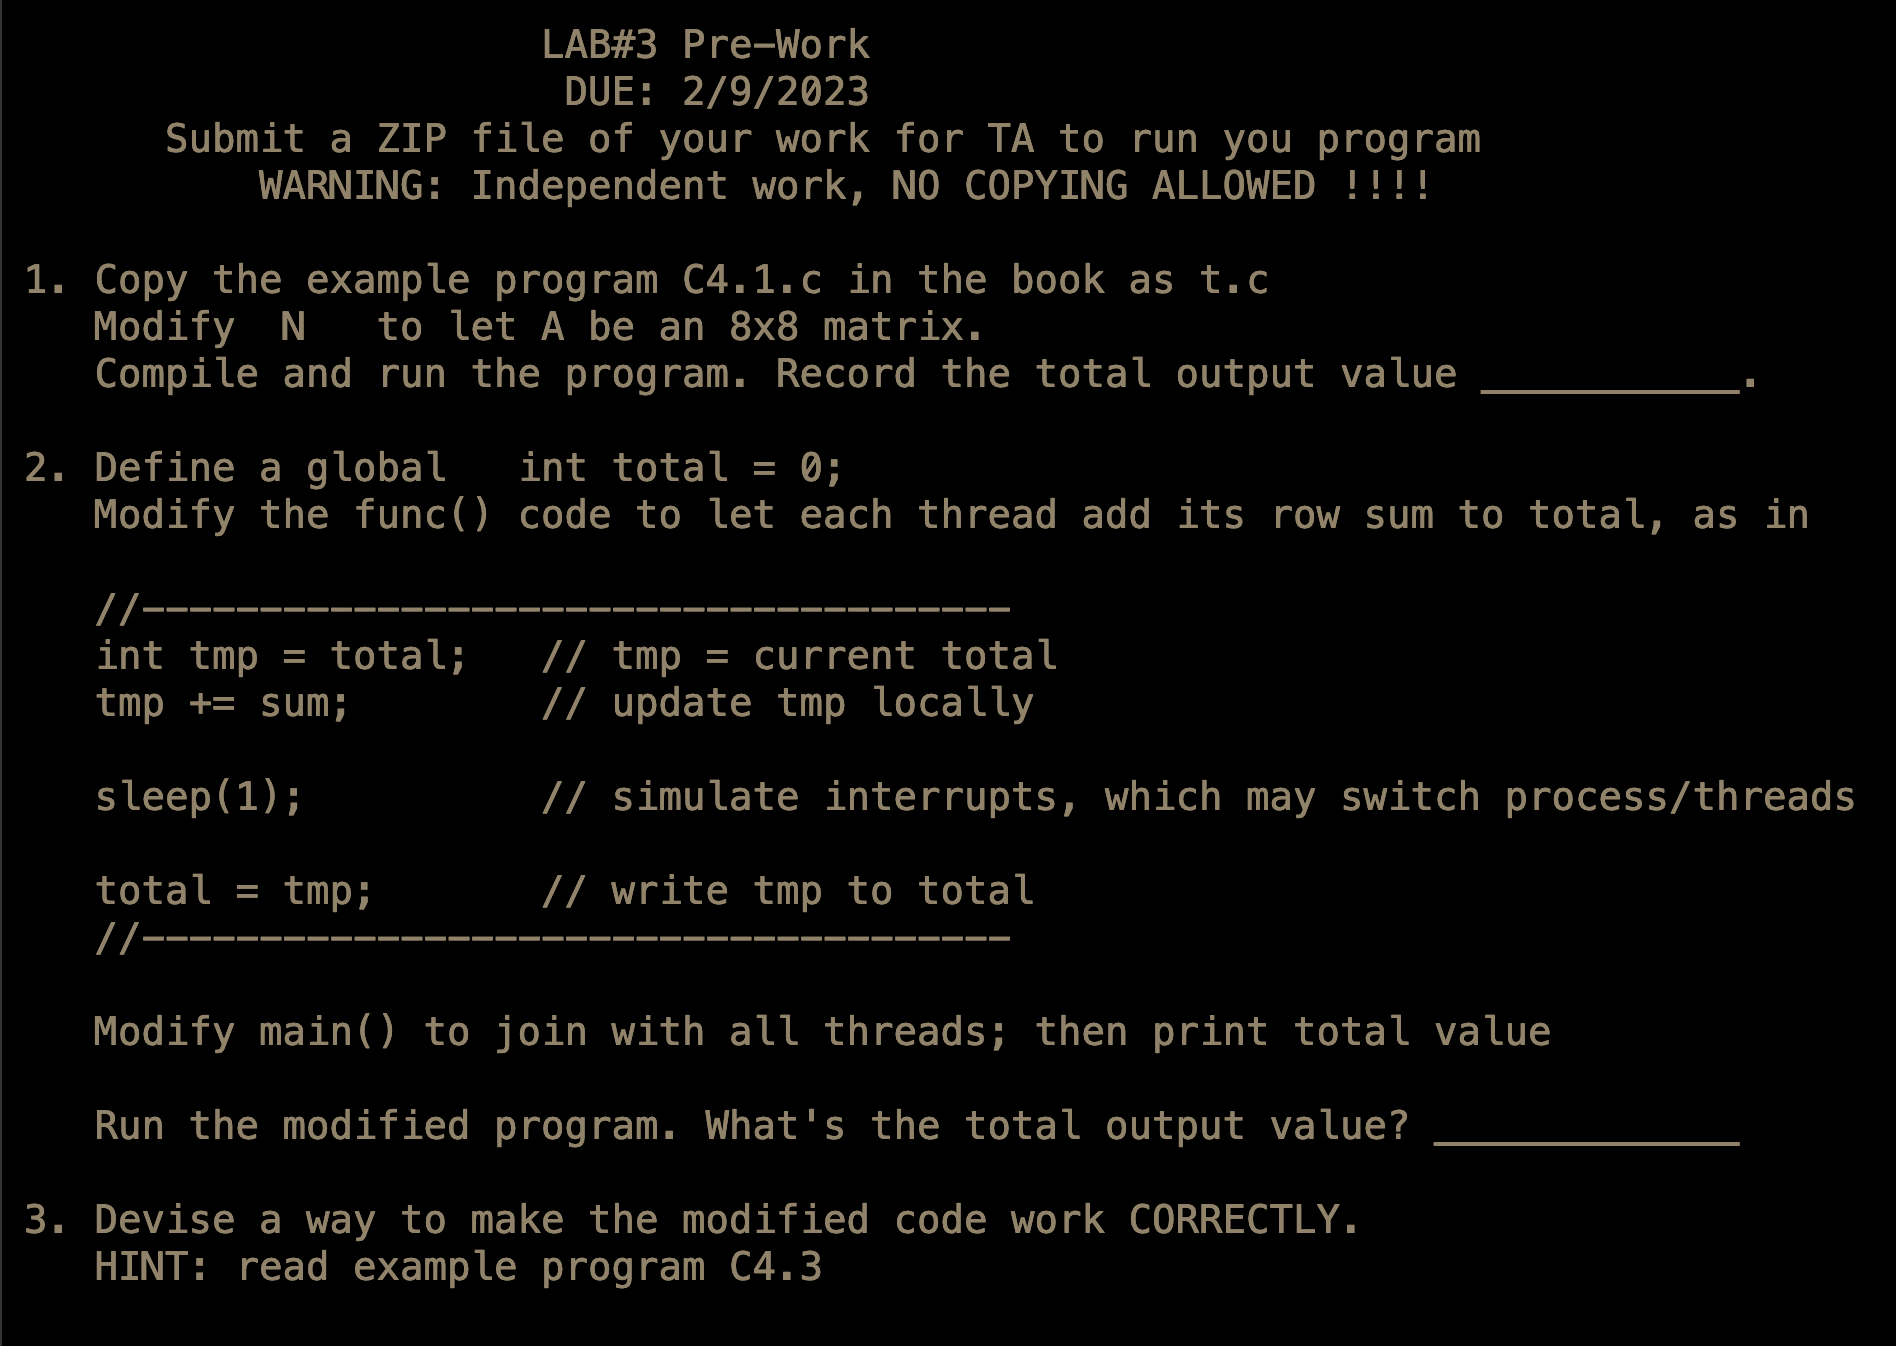 LAB#3 Pre-Work
DUE: 2/9/2023
Submit a ZIP file of your work for TA to run you program
WARNING: Independent work, NO COPYING ALLOWED !!!!
1. Copy the example program C4.1.c in the book as t.c
Modify  N   to let A be an 8x8 matrix.
Compile and run the program. Record the total output value ___________.
2. Define a global   int total = 0;
Modify the func() code to let each thread add its row sum to total, as in
//-------------------------------------
int tmp = total;   // tmp = current total
tmp += sum;        // update tmp locally
sleep(1);          // simulate interrupts, which may switch process/threads
total = tmp;       // write tmp to total
//-------------------------------------
Modify main() to join with all threads; then print total value
Run the modified program. What's the total output value? _____________
3. Devise a way to make the modified code work CORRECTLY.
HINT: read example program C4.3